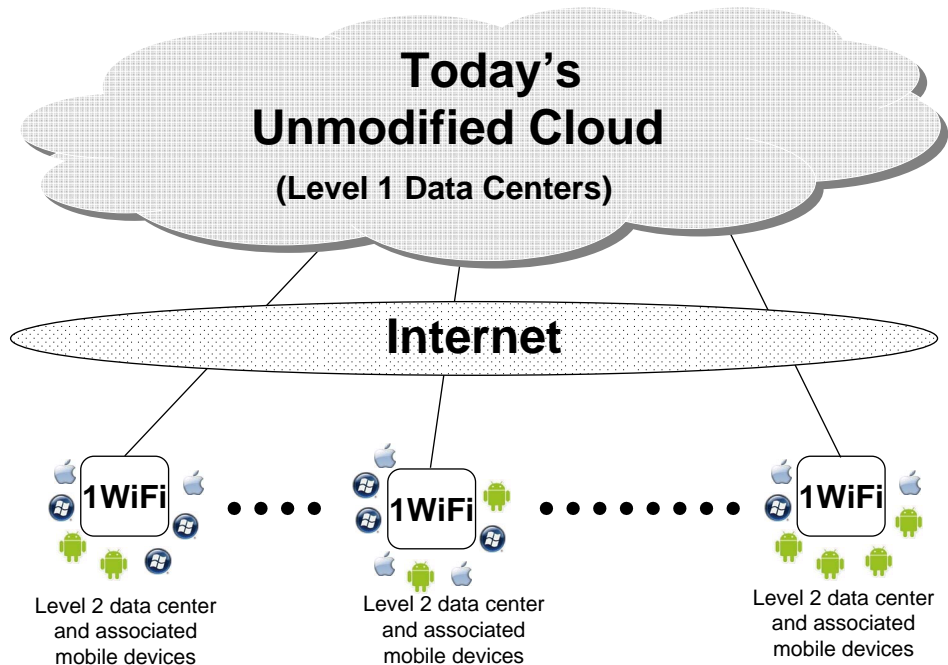 Today’s
Unmodified Cloud
(Level 1 Data Centers)
Internet
1WiFi
1WiFi
1WiFi
Level 2 data center
and associated
mobile devices
Level 2 data center
and associated
mobile devices
Level 2 data center
and associated
mobile devices